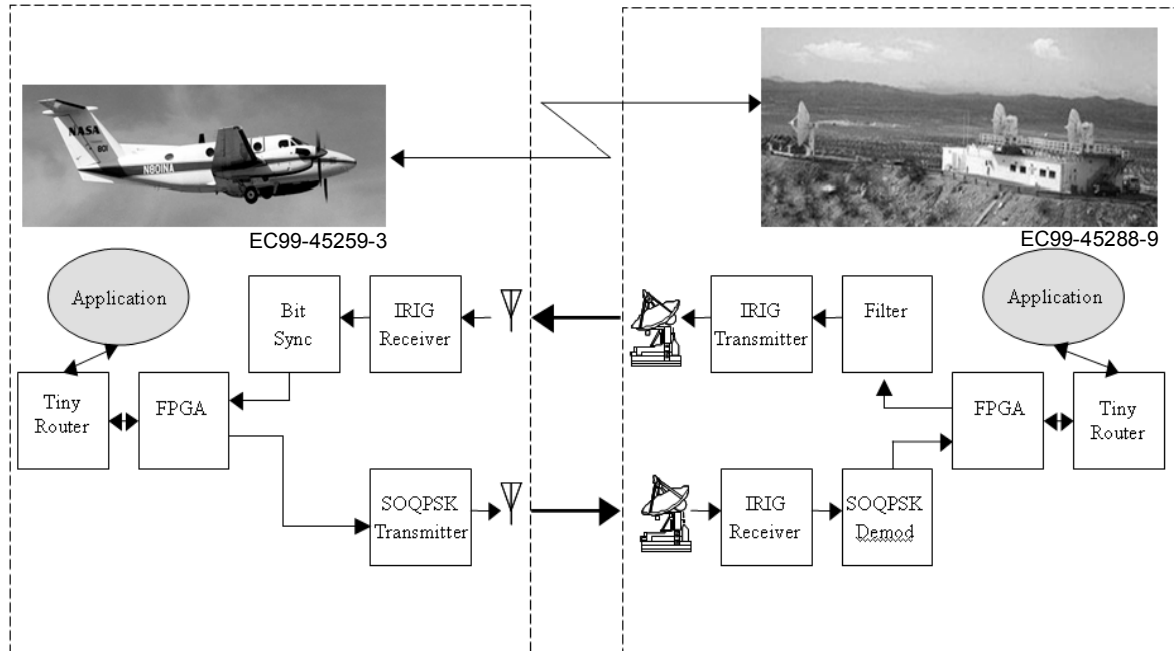 NASA
801
N801NA
EC99-45259-3
EC99-45288-9
Application
Bit
Sync
IRIG
Receiver
IRIG
Transmitter
Filter
Application
Tiny
Router
FPGA
FPGA
Tiny
Router
SOQPSK
Transmitter
IRIG
Receiver
SOQPSK
Demod